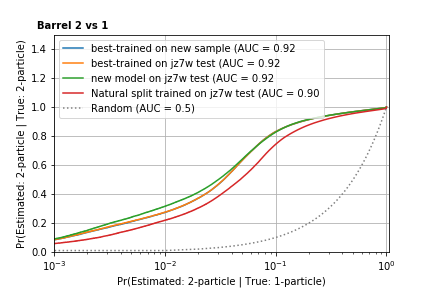 Barrel 2 vs 1
1.4
1.2
1.0
0.8
0.6
0.4
0.2
0.0
Pr(Estimated: 2-particle | True: 2-particle)
best-trained on new sample (AUC = 0.92
best-trained on jz7w test (AUC = 0.92
new model on jz7w test (AUC = 0.92
Natural split trained on jz7w test (AUC = 0.90
Random (AUC = 0.5)
10⁻³ 10⁻² 10⁻¹ 10⁰
Pr(Estimated: 2-particle | True: 1-particle)